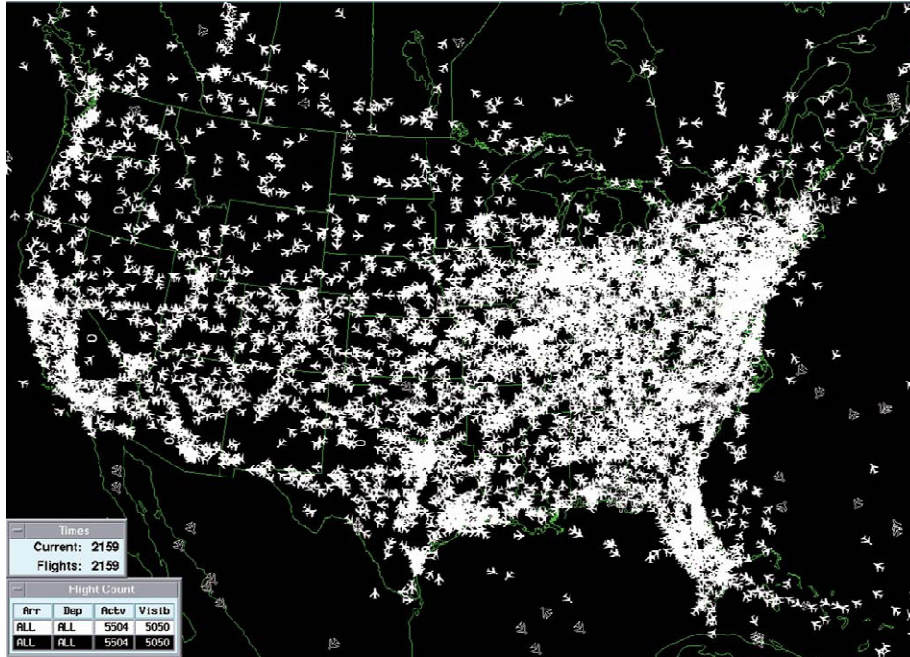 Times
Current: 2159
Flights: 2159
Flight Count
Arr Dep Actv Visib
ALL ALL 5504 5050
ALL ALL 5504 5050